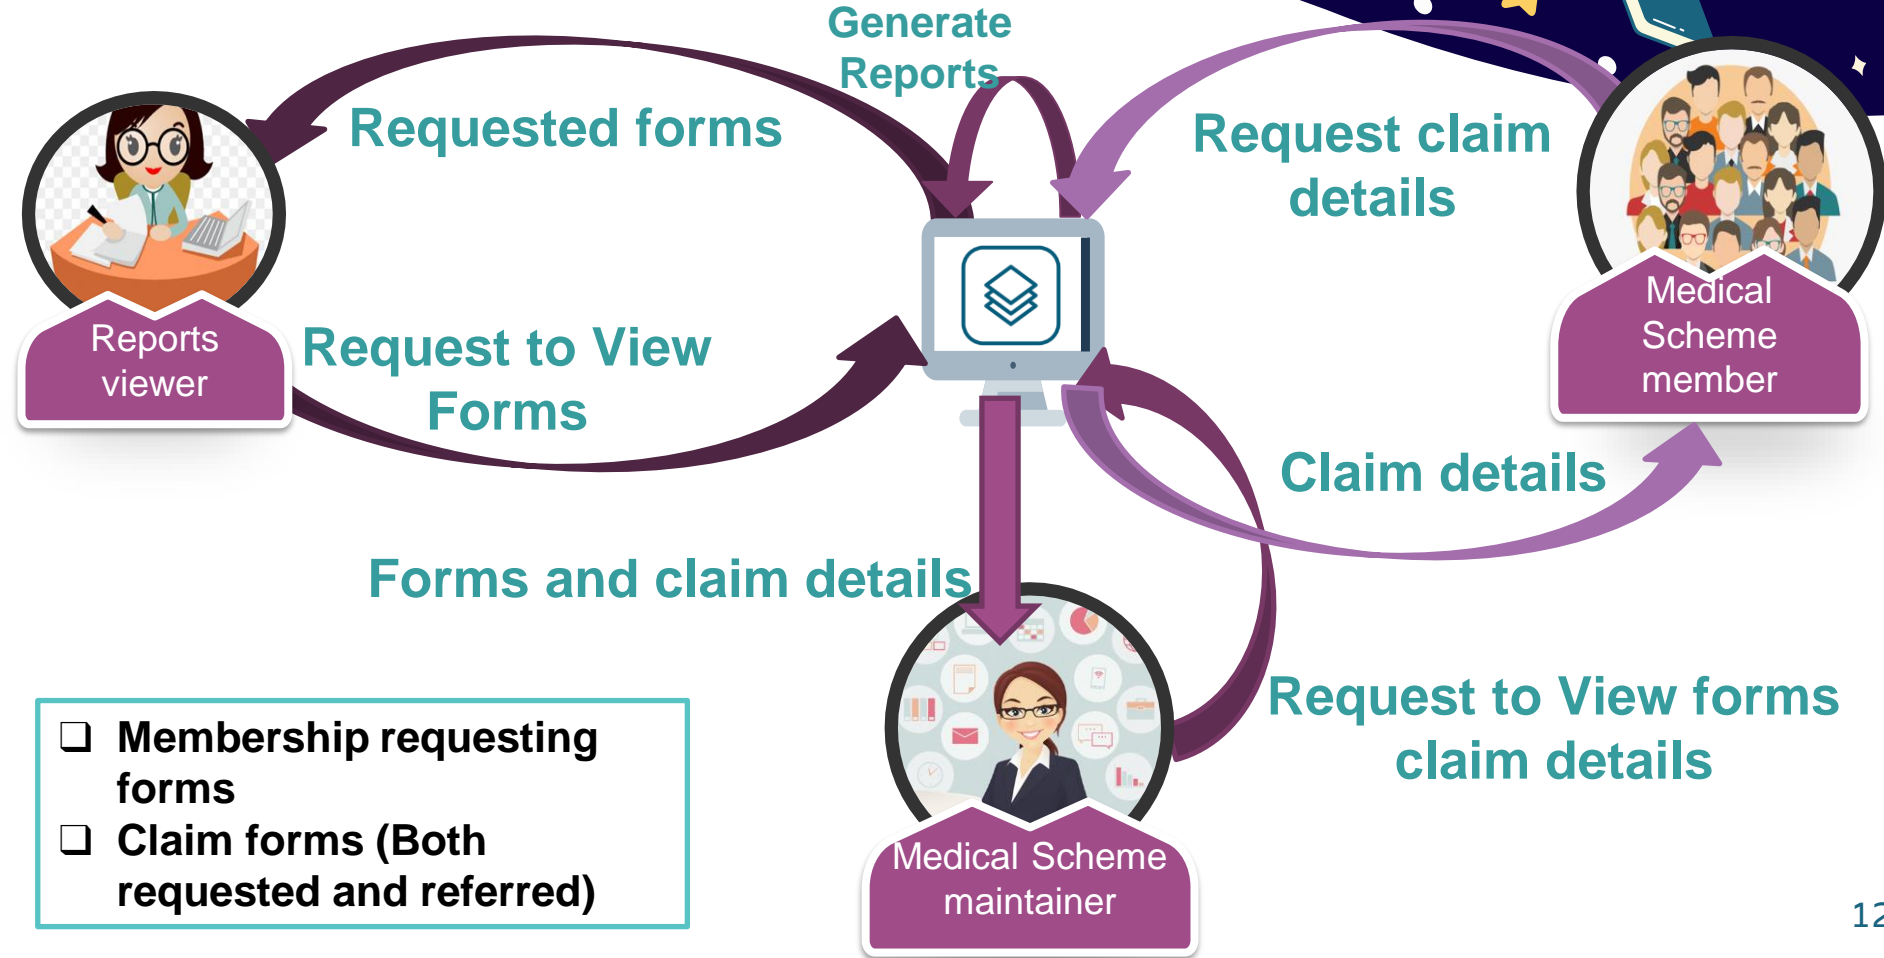 Generate
Reports
Requested forms
Request claim
details
Reports
viewer
Request to View
Forms
Medical
Scheme
member
Claim details
Forms and claim details
Request to View forms
claim details
❑ Membership requesting
forms
❑ Claim forms (Both
requested and referred)
Medical Scheme
maintainer
12